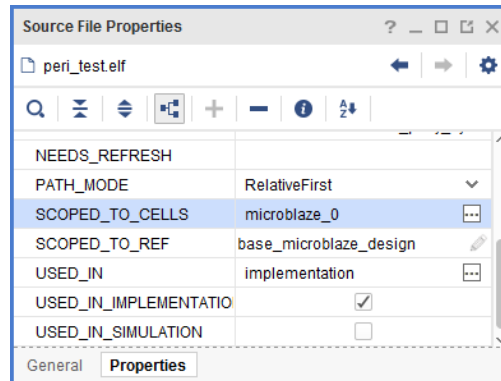 Source File Properties
peri_test.elf
NEEDS_REFRESH
PATH_MODE RelativeFirst
SCOPED_TO_CELLS microblaze_0
SCOPED_TO_REF base_microblaze_design
USED_IN implementation
USED_IN_IMPLEMENTATIO
USED_IN_SIMULATION
General Properties